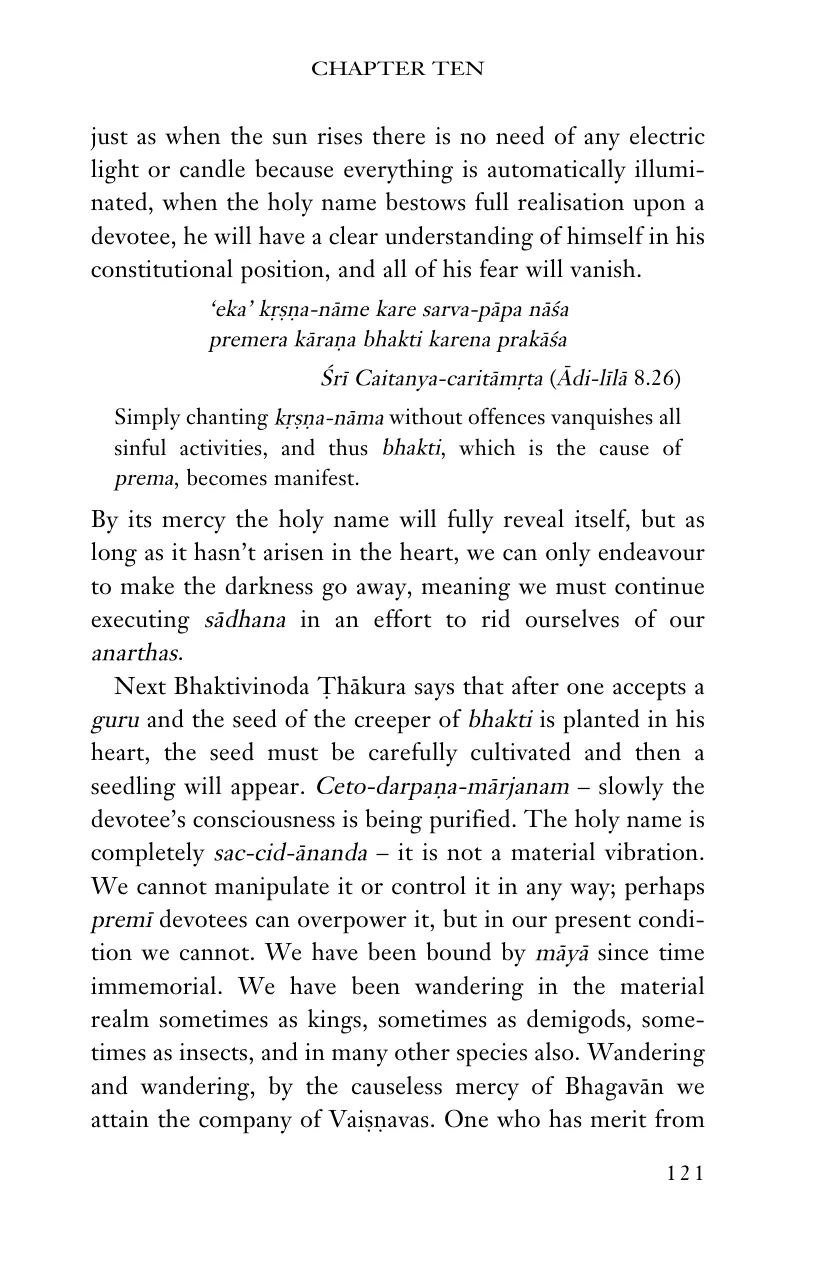 CHAPTER TEN
just as when the sun rises there is no need of any electric
light or candle because everything is automatically illumi-
nated, when the holy name bestows full realisation upon a
devotee, he will have a clear understanding of himself in his
constitutional position, and all of his fear will vanish.
‘eka’ kṛṣṇa-nāme kare sarva-pāpa nāśa
premera kāraṇa bhakti karena prakāśa
Śrī Caitanya-caritāmṛta (Ādi-līlā 8.26)
Simply chanting kṛṣṇa-nāma without offences vanquishes all
sinful activities, and thus bhakti, which is the cause of
prema, becomes manifest.
By its mercy the holy name will fully reveal itself, but as
long as it hasn’t arisen in the heart, we can only endeavour
to make the darkness go away, meaning we must continue
executing sādhana in an effort to rid ourselves of our
anarthas.
Next Bhaktivinoda Ṭhākura says that after one accepts a
guru and the seed of the creeper of bhakti is planted in his
heart, the seed must be carefully cultivated and then a
seedling will appear. Ceto-darpaṇa-mārjanam – slowly the
devotee’s consciousness is being purified. The holy name is
completely sac-cid-ānanda – it is not a material vibration.
We cannot manipulate it or control it in any way; perhaps
premī devotees can overpower it, but in our present condi-
tion we cannot. We have been bound by māyā since time
immemorial. We have been wandering in the material
realm sometimes as kings, sometimes as demigods, some-
times as insects, and in many other species also. Wandering
and wandering, by the causeless mercy of Bhagavān we
attain the company of Vaiṣṇavas. One who has merit from
121